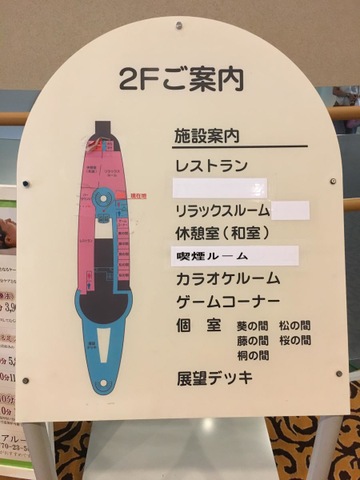 2Fご案内
施設案内
レストラン
リラックスルーム
休憩室（和室）
喫煙ルーム
カラオケルーム
ゲームコーナー
個 室 葵の間 松の間
藤の間 桜の間
桐の間
展望デッキ
現在地